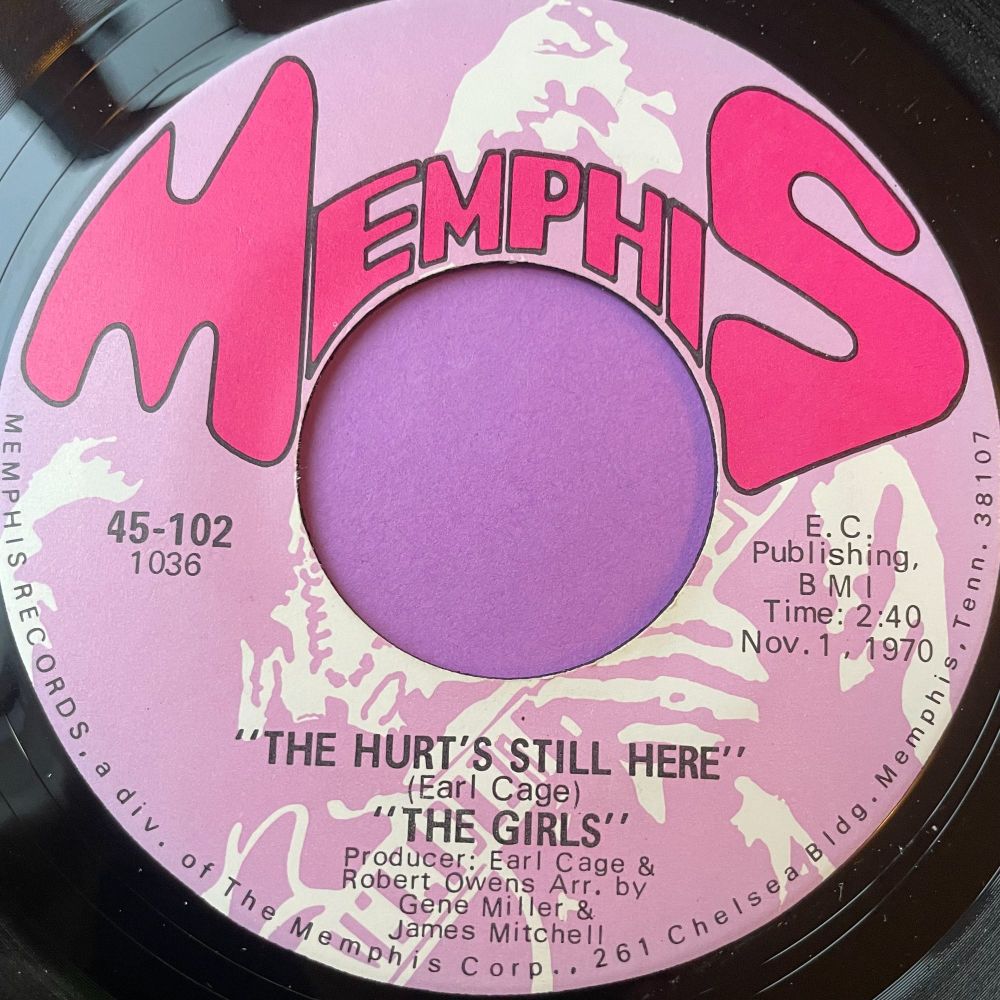 MEMPHIS
45-102
1036
E.C.
Publishing,
BMI
Time: 2:40
Nov. 1, 1970
"THE HURT'S STILL HERE"
(Earl Cage)
"THE GIRLS"
Producer: Earl Cage &
Robert Owens Arr. by
Gene Miller &
James Mitchell
MEMPHIS RECORDS, a div. of The Memphis Corp., 261 Chelsea Bldg. Memphis, Tenn. 38107